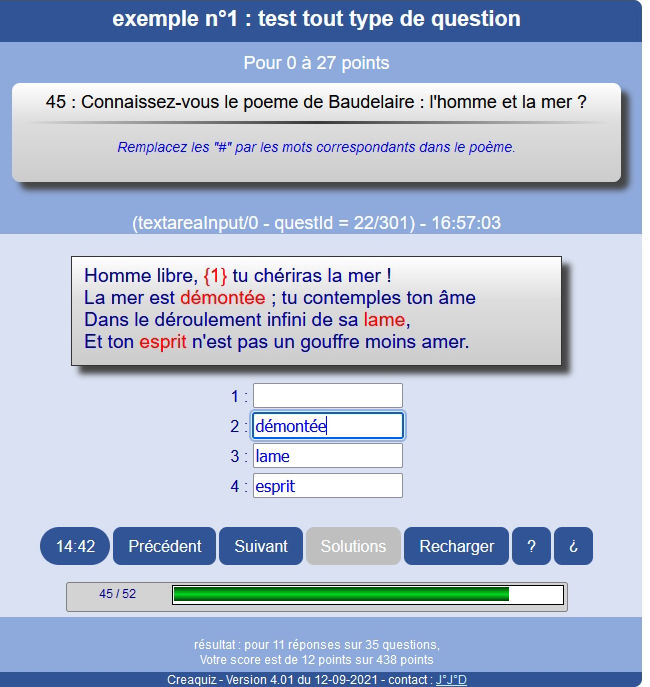 exemple n°1 : test tout type de question
Pour 0 à 27 points
45 : Connaissez-vous le poeme de Baudelaire : l'homme et la mer ?
Remplacez les "#" par les mots correspondants dans le poème.
(textareaInput/0 - questId = 22/301) - 16:57:03
Homme libre, {1} tu chériras la mer !
La mer est démontée ; tu contemples ton âme
Dans le déroulement infini de sa lame,
Et ton esprit n'est pas un gouffre moins amer.
1 :
2 : démontée
3 : lame
4 : esprit
14:42 Précédent Suivant Solutions Recharger ? ¿
45 / 52
résultat : pour 11 réponses sur 35 questions,
Votre score est de 12 points sur 438 points
Creaquiz - Version 4.01 du 12-09-2021 - contact : J°J°D